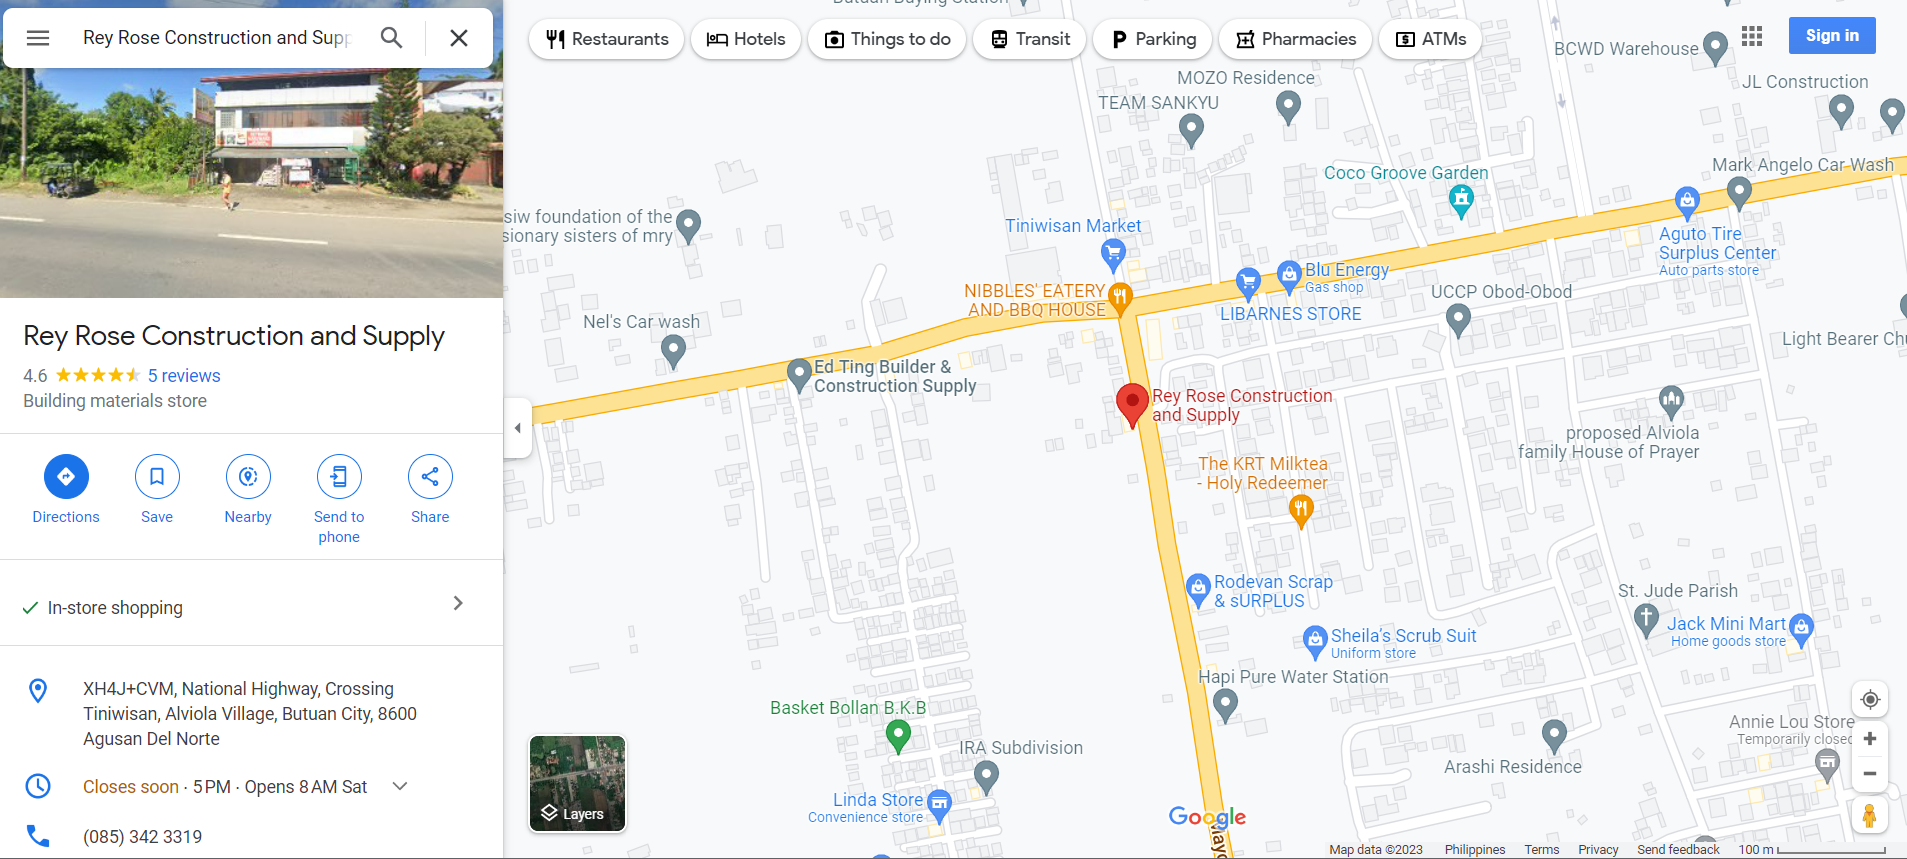 Rey Rose Construction and Supp
Restaurants
Hotels
Things to do
Transit
Parking
Pharmacies
ATMs
Sign in
Rey Rose Construction and Supply
4.6
5 reviews
Building materials store
Directions
Save
Nearby
Send to
phone
Share
In-store shopping
XH4J+CVM, National Highway, Crossing
Tiniwisan, Alviola Village, Butuan City, 8600
Agusan Del Norte
Closes soon · 5 PM · Opens 8 AM Sat
(085) 342 3319
Butuan Buying Station
BCWD Warehouse
MOZO Residence
TEAM SANKYU
JL Construction
Coco Groove Garden
Mark Angelo Car Wash
siw foundation of the
sionary sisters of mry
Tiniwisan Market
Aguto Tire
Surplus Center
Auto parts store
Blu Energy
Gas shop
NIBBLES' EATERY
AND BBQ HOUSE
LIBARNES STORE
UCCP Obod-Obod
Nel's Car wash
Light Bearer Chu
Ed Ting Builder &
Construction Supply
Rey Rose Construction
and Supply
proposed Alviola
family House of Prayer
The KRT Milktea
- Holy Redeemer
Rodevan Scrap
& sURPLUS
St. Jude Parish
Jack Mini Mart
Home goods store
Sheila's Scrub Suit
Uniform store
Hapi Pure Water Station
Basket Bollan B.K.B
IRA Subdivision
Annie Lou Store
Temporarily closed
Arashi Residence
Linda Store
Convenience store
Layers
Google
Mayo
Map data ©2023
Philippines
Terms
Privacy
Send feedback
100 m